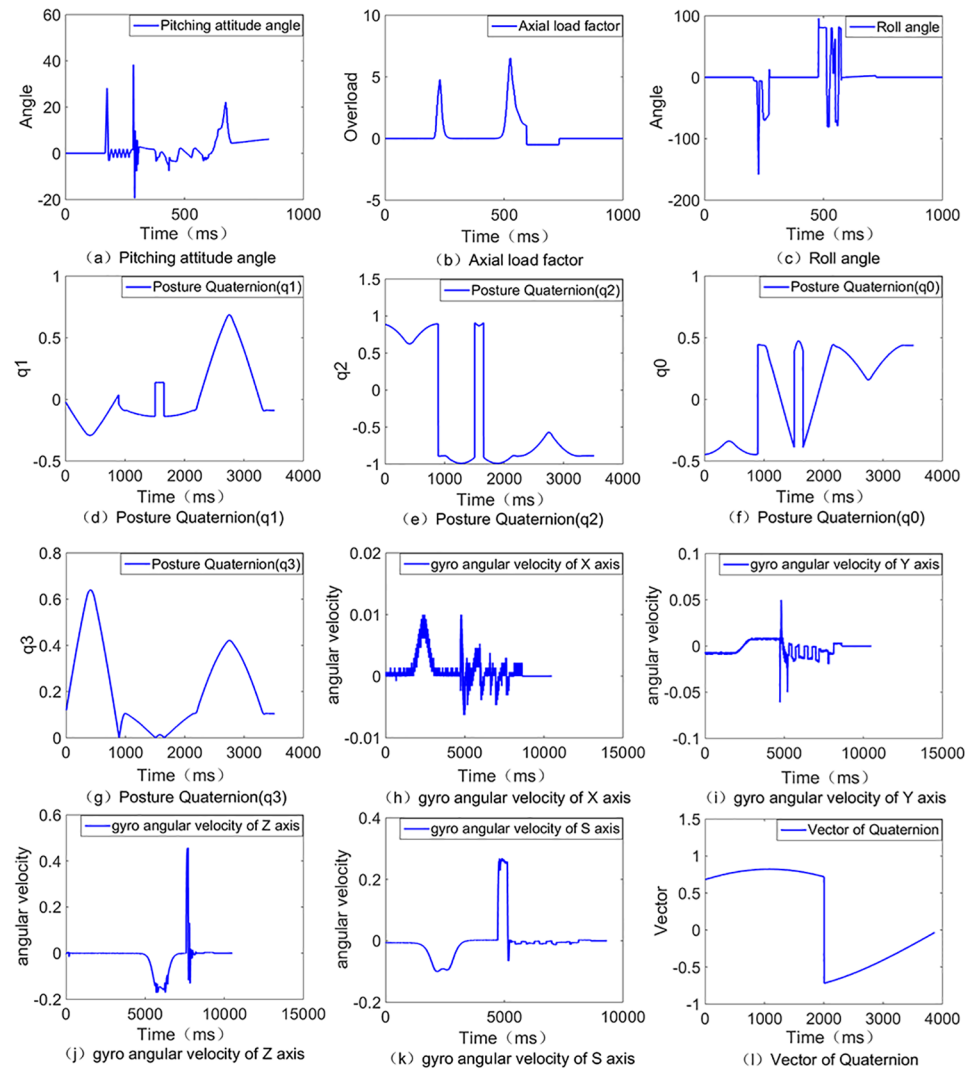 Pitching attitude angle
60
40
20
0
-20
Angle
0
500
1000
Time（ms）
（a）Pitching attitude angle
Axial load factor
10
5
0
-5
Overload
0
500
1000
Time（ms）
（b）Axial load factor
Roll angle
100
0
-100
-200
Angle
0
500
1000
Time（ms）
（c）Roll angle
Posture Quaternion(q1)
1
0.5
0
-0.5
q1
0
1000
2000
3000
4000
Time（ms）
（d）Posture Quaternion(q1)
Posture Quaternion(q2)
1.5
1
0.5
0
-0.5
-1
q2
0
1000
2000
3000
4000
Time（ms）
（e）Posture Quaternion(q2)
Posture Quaternion(q0)
1
0.5
0
-0.5
q0
0
1000
2000
3000
4000
Time（ms）
（f）Posture Quaternion(q0)
Posture Quaternion(q3)
0.8
0.6
0.4
0.2
0
q3
0
1000
2000
3000
4000
Time（ms）
（g）Posture Quaternion(q3)
gyro angular velocity of X axis
0.02
0.01
0
-0.01
angular velocity
0
5000
10000
15000
Time（ms）
（h）gyro angular velocity of X axis
gyro angular velocity of Y axis
0.1
0.05
0
-0.05
-0.1
angular velocity
0
5000
10000
15000
Time（ms）
（i）gyro angular velocity of Y axis
gyro angular velocity of Z axis
0.6
0.4
0.2
0
-0.2
angular velocity
0
5000
10000
15000
Time（ms）
（j）gyro angular velocity of Z axis
gyro angular velocity of S axis
0.4
0.2
0
-0.2
angular velocity
0
5000
10000
Time（ms）
（k）gyro angular velocity of S axis
Vector of Quaternion
1.5
1
0.5
0
-0.5
-1
Vector
0
1000
2000
3000
4000
Time（ms）
（l）Vector of Quaternion